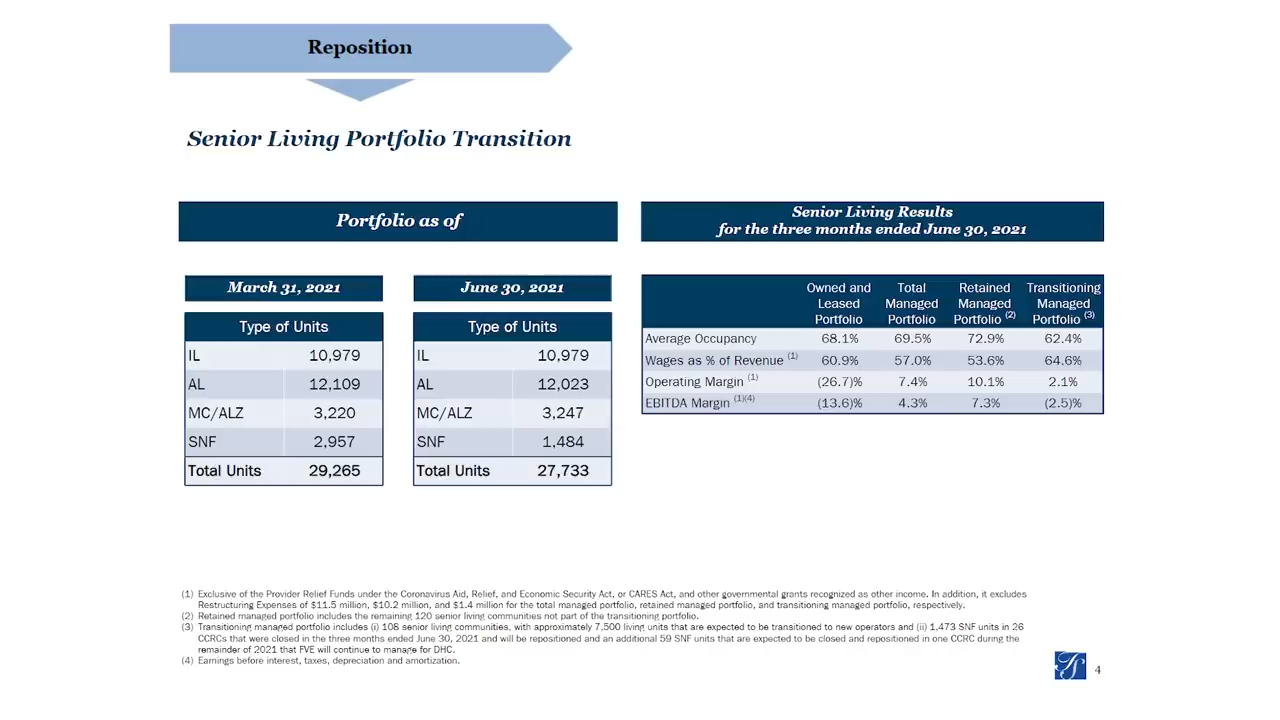 Reposition
Senior Living Portfolio Transition
Portfolio as of
March 31, 2021
Type of Units
IL 10,979
AL 12,109
MC/ALZ 3,220
SNF 2,957
Total Units 29,265
June 30, 2021
Type of Units
IL 10,979
AL 12,023
MC/ALZ 3,247
SNF 1,484
Total Units 27,733
Senior Living Results
for the three months ended June 30, 2021
Owned and Leased Portfolio Total Managed Portfolio Retained Managed Portfolio (2) Transitioning Managed Portfolio (3)
Average Occupancy 68.1% 69.5% 72.9% 62.4%
Wages as % of Revenue (1) 60.9% 57.0% 53.6% 64.6%
Operating Margin (1) (26.7)% 7.4% 10.1% 2.1%
EBITDA Margin (1)(4) (13.6)% 4.3% 7.3% (2.5)%
(1) Exclusive of the Provider Relief Funds under the Coronavirus Aid, Relief, and Economic Security Act, or CARES Act, and other governmental grants recognized as other income. In addition, it excludes
Restructuring Expenses of $11.5 million, $10.2 million, and $1.4 million for the total managed portfolio, retained managed portfolio, and transitioning managed portfolio, respectively.
(2) Retained managed portfolio includes the remaining 120 senior living communities not part of the transitioning portfolio.
(3) Transitioning managed portfolio includes (i) 108 senior living communities, with approximately 7,500 living units that are expected to be transitioned to new operators and (ii) 1,473 SNF units in 26
CCRCs that were closed in the three months ended June 30, 2021 and will be repositioned and an additional 59 SNF units that are expected to be closed and repositioned in one CCRC during the
remainder of 2021 that FVE will continue to manage for DHC.
(4) Earnings before interest, taxes, depreciation and amortization.
4